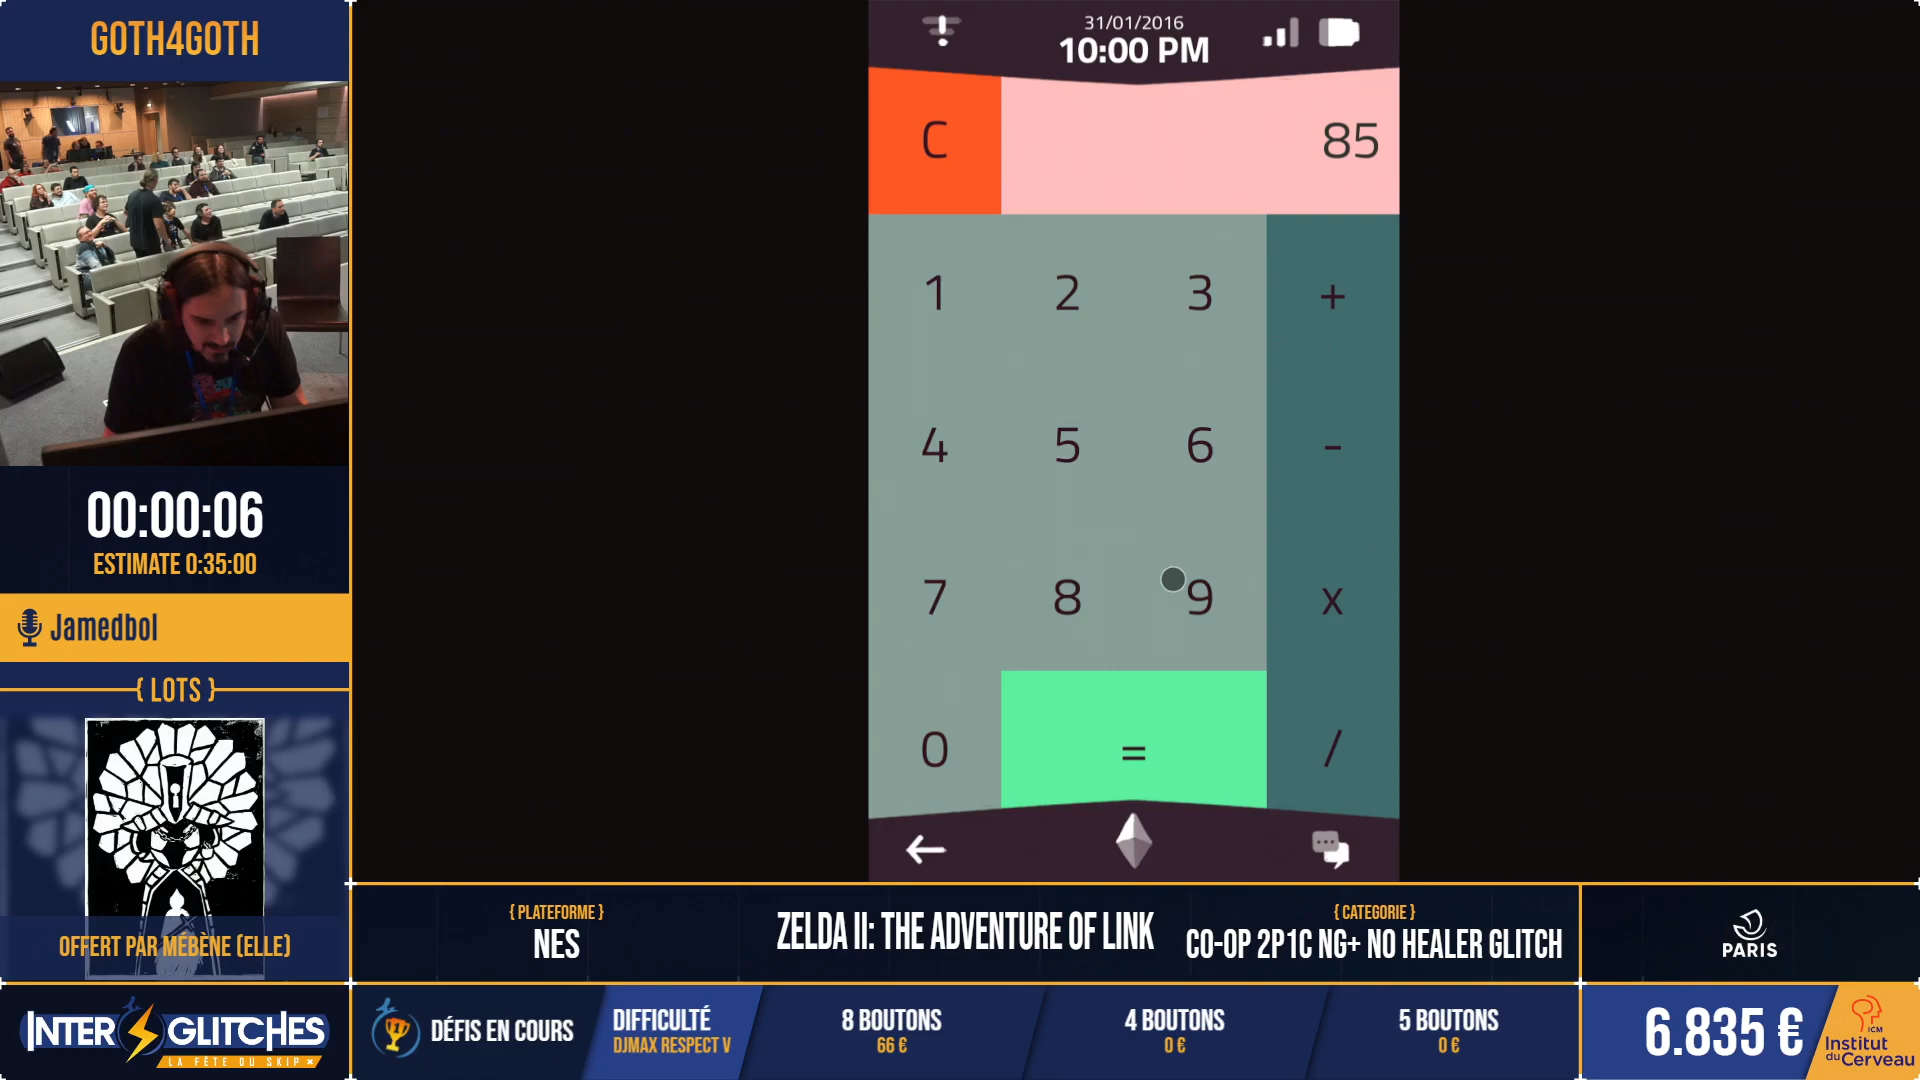 GOTH4GOTH
00:00:06
ESTIMATE 0:35:00
Jamedbol
{ LOTS }
OFFERT PAR MÉBÈNE (ELLE)
INTER GLITCHES
LA FÊTE DU SKIP
31/01/2016
10:00 PM
C
85
1 2 3 +
4 5 6 -
7 8 9 x
0 = /
{ PLATEFORME }
NES
ZELDA II: THE ADVENTURE OF LINK
{ CATEGORIE }
CO-OP 2P1C NG+ NO HEALER GLITCH
PARIS
DÉFIS EN COURS
DIFFICULTÉ
DJMAX RESPECT V
8 BOUTONS
66 €
4 BOUTONS
0 €
5 BOUTONS
0 €
6.835 €
ICM
Institut
du Cerveau